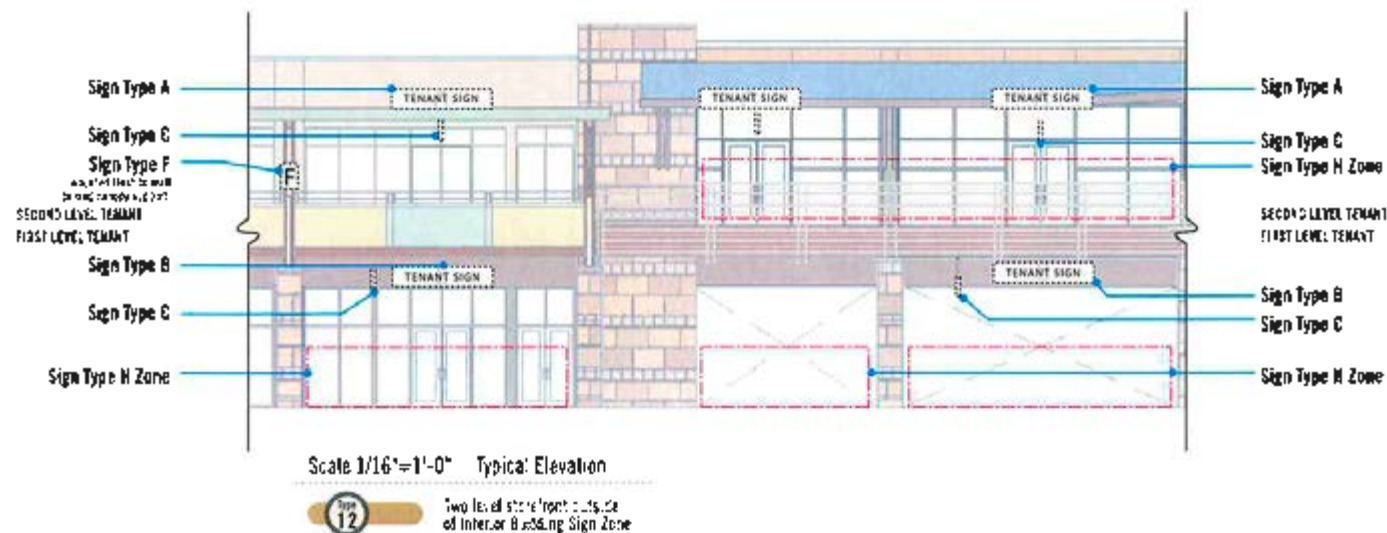 Sign Type A
TENANT SIGN
TENANT SIGN
TENANT SIGN
Sign Type A
Sign Type C
Sign Type C
Sign Type F
F
Sign Type H Zone
SECOND LEVEL TENANT
SECOND LEVEL TENANT
FIRST LEVEL TENANT
FIRST LEVEL TENANT
Sign Type B
TENANT SIGN
TENANT SIGN
Sign Type B
Sign Type C
Sign Type C
Sign Type H Zone
Sign Type H Zone
Scale 1/16"=1'-0" Typical Elevation
Type
12
Two level storefront outside
of Interior Building Sign Zone